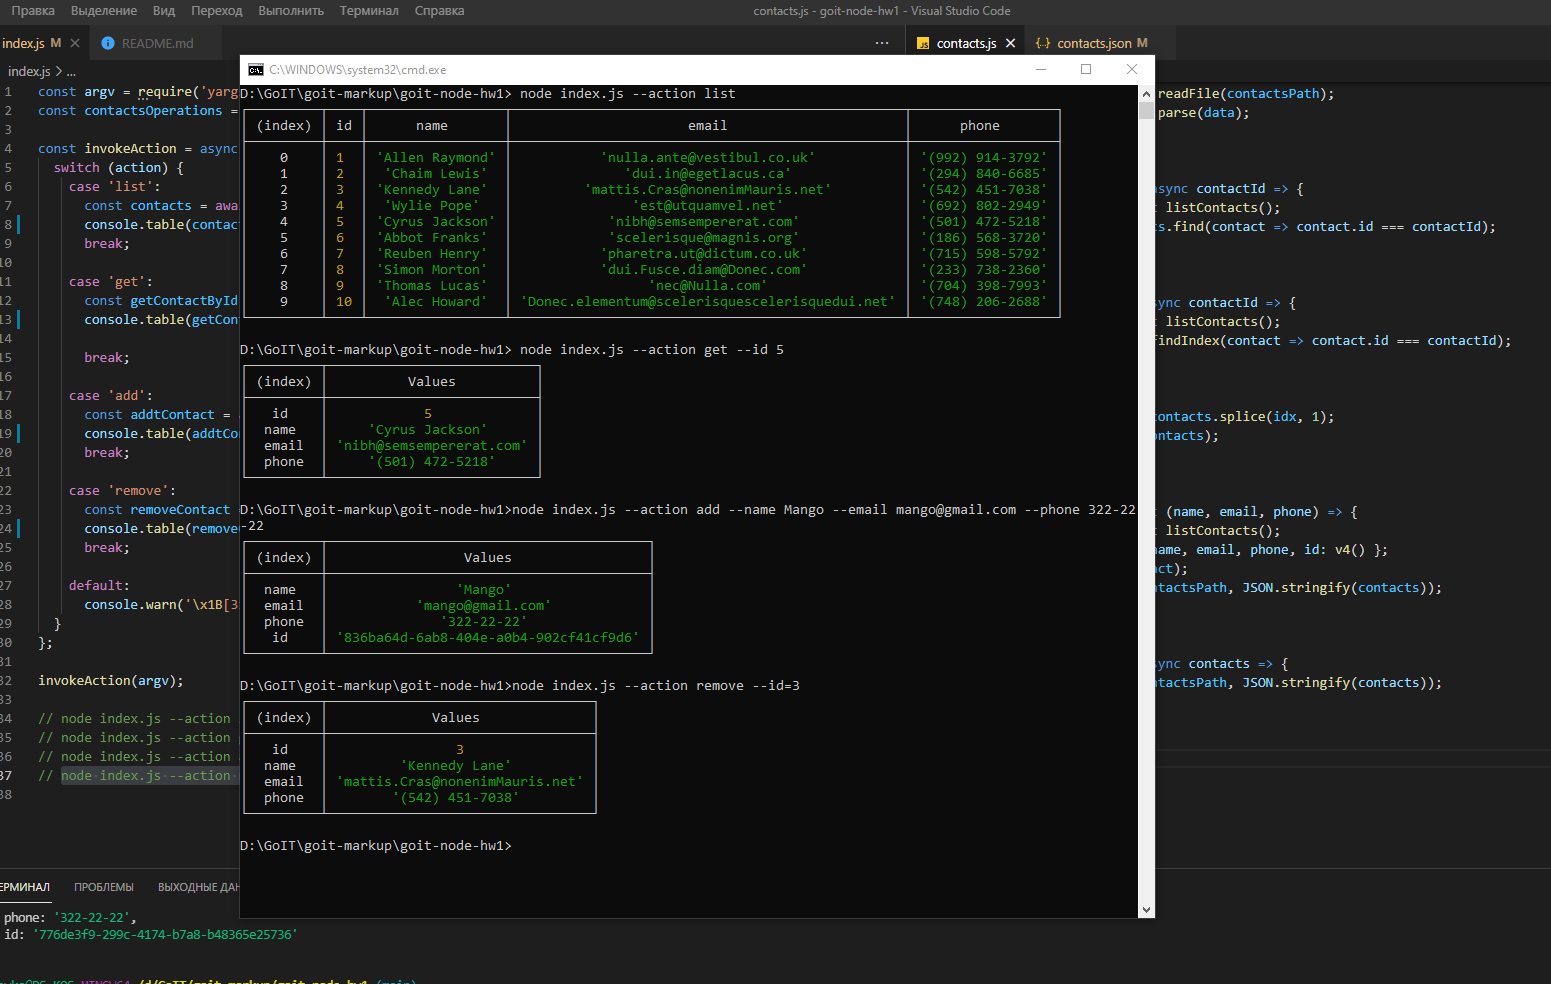 Правка Выделение Вид Переход Выполнить Терминал Справка
contacts.js - goit-node-hw1 - Visual Studio Code
index.js M
README.md
contacts.js
contacts.json M
index.js > ...
1 const argv = require('yarg
2 const contactsOperations =
3
4 const invokeAction = async
5 switch (action) {
6 case 'list':
7 const contacts = awa
8 console.table(contac
9 break;
10
11 case 'get':
12 const getContactById
13 console.table(getCon
14
15 break;
16
17 case 'add':
18 const addtContact =
19 console.table(addtCo
20 break;
21
22 case 'remove':
23 const removeContact
24 console.table(remove
25 break;
26
27 default:
28 console.warn('\x1B[3
29 }
30 };
31
32 invokeAction(argv);
33
34 // node index.js --action
35 // node index.js --action
36 // node index.js --action
37 // node index.js --action
38
C:\WINDOWS\system32\cmd.exe
D:\GoIT\goit-markup\goit-node-hw1> node index.js --action list
(index) id name email phone
0 1 'Allen Raymond' 'nulla.ante@vestibul.co.uk' '(992) 914-3792'
1 2 'Chaim Lewis' 'dui.in@egetlacus.ca' '(294) 840-6685'
2 3 'Kennedy Lane' 'mattis.Cras@nonenimMauris.net' '(542) 451-7038'
3 4 'Wylie Pope' 'est@utquamvel.net' '(692) 802-2949'
4 5 'Cyrus Jackson' 'nibh@semsempererat.com' '(501) 472-5218'
5 6 'Abbot Franks' 'scelerisque@magnis.org' '(186) 568-3720'
6 7 'Reuben Henry' 'pharetra.ut@dictum.co.uk' '(715) 598-5792'
7 8 'Simon Morton' 'dui.Fusce.diam@Donec.com' '(233) 738-2360'
8 9 'Thomas Lucas' 'nec@Nulla.com' '(704) 398-7993'
9 10 'Alec Howard' 'Donec.elementum@scelerisquescelerisquedui.net' '(748) 206-2688'
D:\GoIT\goit-markup\goit-node-hw1> node index.js --action get --id 5
(index) Values
id 5
name 'Cyrus Jackson'
email 'nibh@semsempererat.com'
phone '(501) 472-5218'
D:\GoIT\goit-markup\goit-node-hw1>node index.js --action add --name Mango --email mango@gmail.com --phone 322-22
-22
(index) Values
name 'Mango'
email 'mango@gmail.com'
phone '322-22-22'
id '836ba64d-6ab8-404e-a0b4-902cf41cf9d6'
D:\GoIT\goit-markup\goit-node-hw1>node index.js --action remove --id=3
(index) Values
id 3
name 'Kennedy Lane'
email 'mattis.Cras@nonenimMauris.net'
phone '(542) 451-7038'
D:\GoIT\goit-markup\goit-node-hw1>
readFile(contactsPath);
parse(data);
sync contactId => {
listContacts();
s.find(contact => contact.id === contactId);
ync contactId => {
listContacts();
findIndex(contact => contact.id === contactId);
ontacts.splice(idx, 1);
ontacts);
(name, email, phone) => {
listContacts();
name, email, phone, id: v4() };
act);
ntactsPath, JSON.stringify(contacts));
ync contacts => {
ntactsPath, JSON.stringify(contacts));
ЕРМИНАЛ ПРОБЛЕМЫ ВЫХОДНЫЕ ДАН
phone: '322-22-22',
id: '776de3f9-299c-4174-b7a8-b48365e25736'